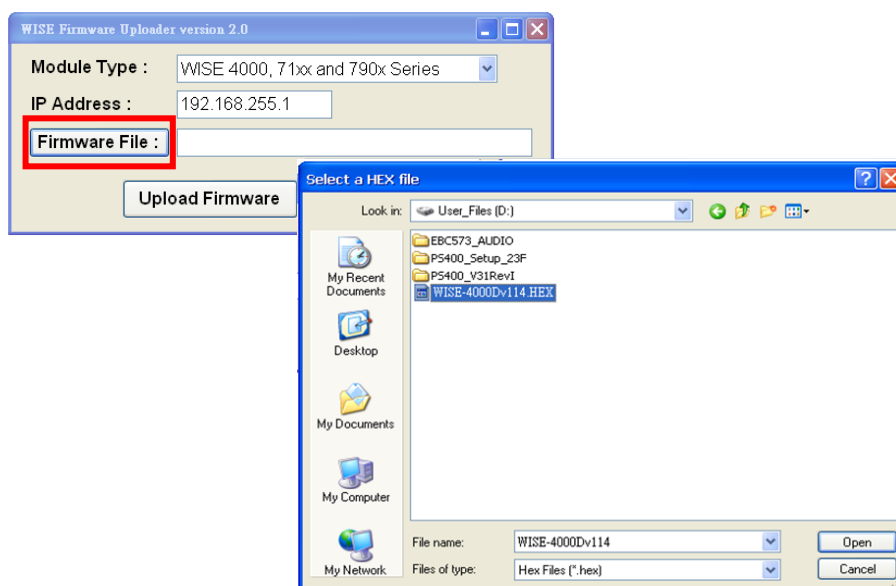 WISE Firmware Uploader version 2.0
Module Type :
WISE 4000, 71xx and 790x Series
IP Address :
192.168.255.1
Firmware File :
Upload Firmware
Select a HEX file
Look in:
User_Files (D:)
EBC573_AUDIO
PS400_Setup_23F
PS400_V31RevI
WISE-4000Dv114.HEX
My Recent
Documents
Desktop
My Documents
My Computer
My Network
File name:
WISE-4000Dv114
Open
Files of type:
Hex Files (*.hex)
Cancel